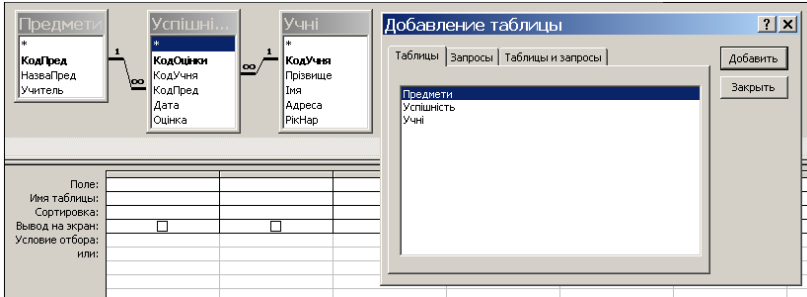 Предмети
*
КодПред
НазваПред
Учитель
1
∞
Успішні...
*
КодОцінки
КодУчня
КодПред
Дата
Оцінка
∞
1
Учні
*
КодУчня
Прізвище
Імя
Адреса
РікНар
Добавление таблицы
Таблицы Запросы Таблицы и запросы
Предмети
Успішність
Учні
Добавить
Закрыть
Поле:
Имя таблицы:
Сортировка:
Вывод на экран:
Условие отбора:
или: